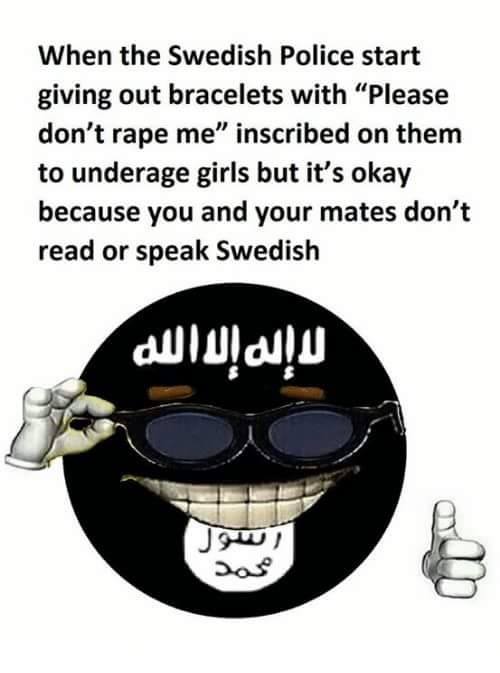 When the Swedish Police start
giving out bracelets with “Please
don’t rape me” inscribed on them
to underage girls but it’s okay
because you and your mates don’t
read or speak Swedish
لا إله إلا الله
رسول
محمد